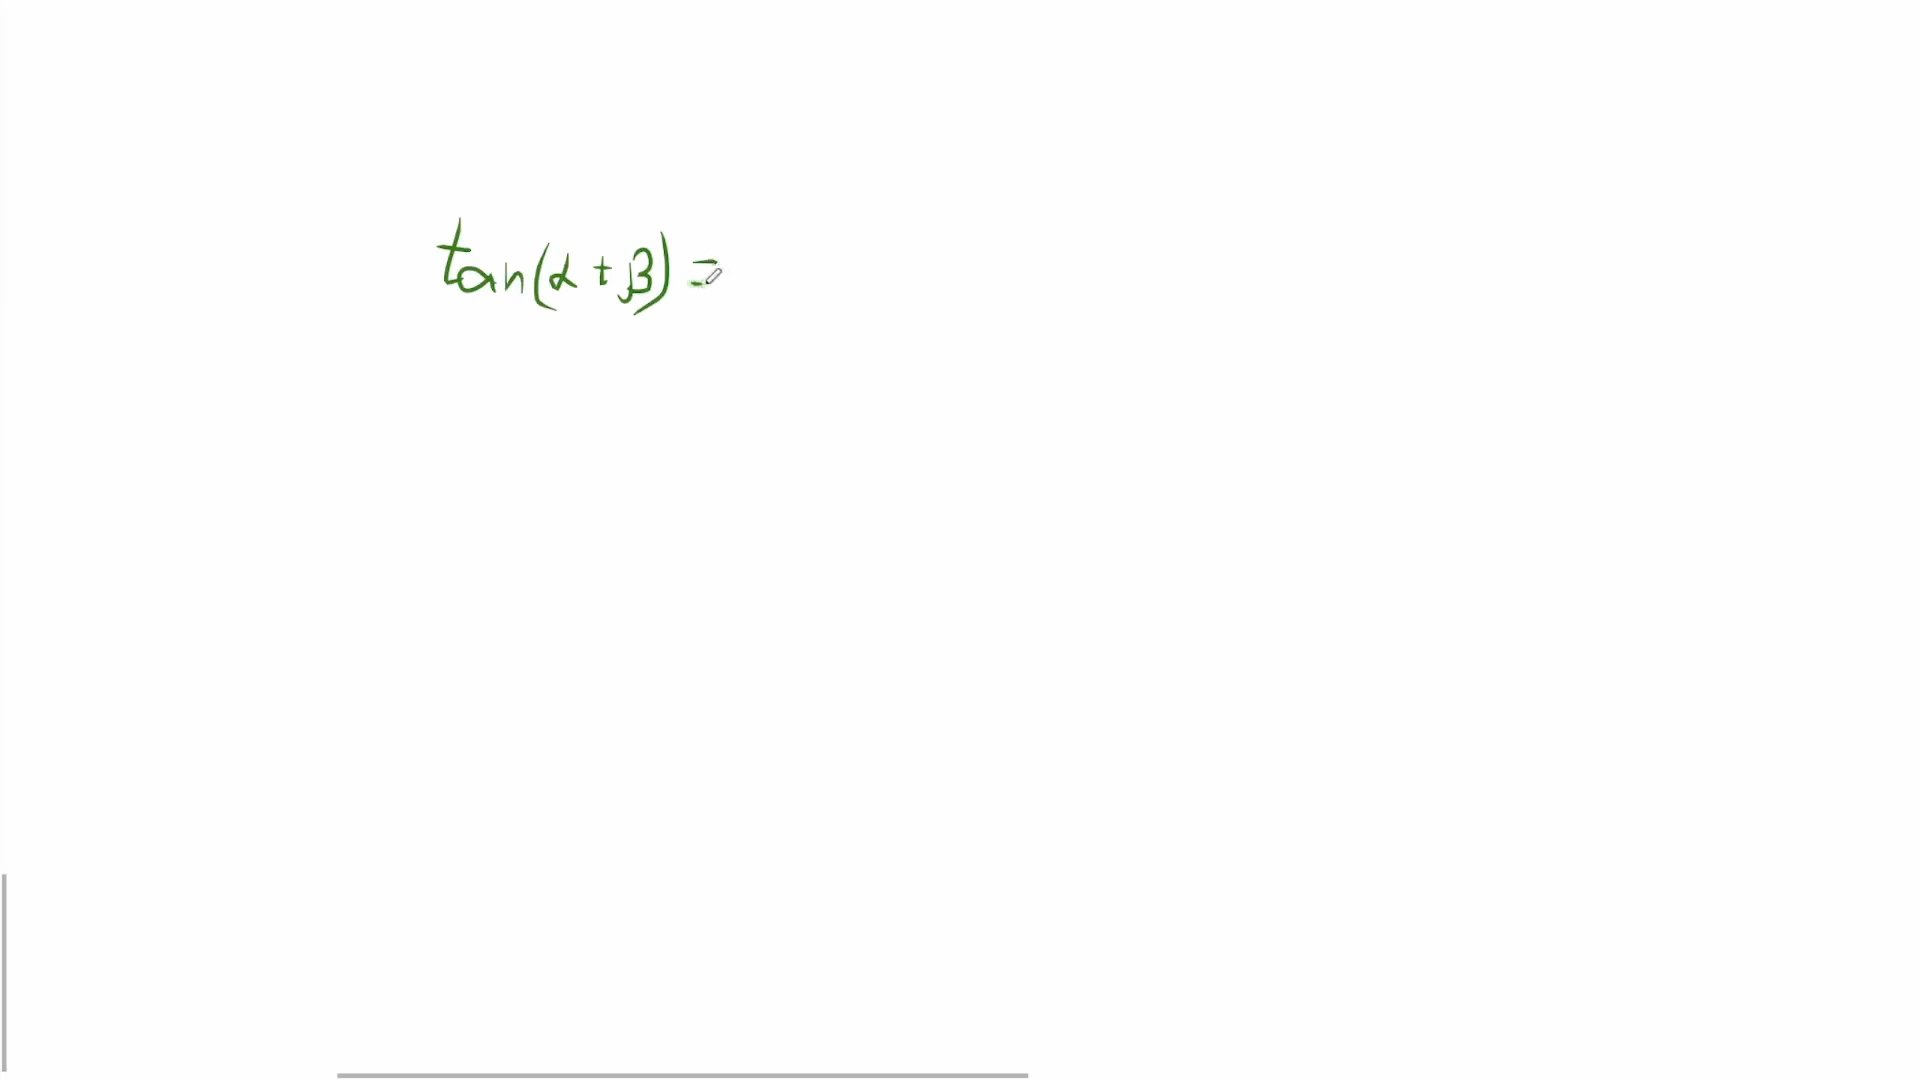 tan(α + β) =